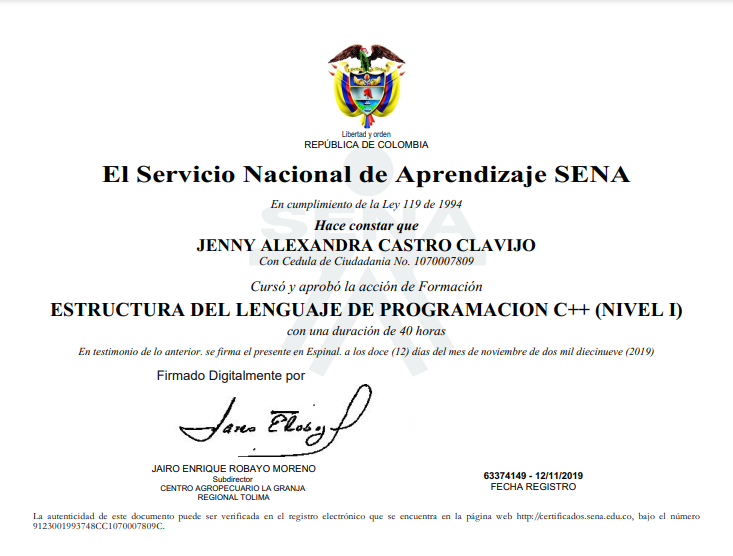 Libertad y orden
REPÚBLICA DE COLOMBIA
El Servicio Nacional de Aprendizaje SENA
En cumplimiento de la Ley 119 de 1994
SENA
Hace constar que
JENNY ALEXANDRA CASTRO CLAVIJO
Con Cedula de Ciudadania No. 1070007809
Cursó y aprobó la acción de Formación
ESTRUCTURA DEL LENGUAJE DE PROGRAMACION C++ (NIVEL I)
con una duración de 40 horas
En testimonio de lo anterior. se firma el presente en Espinal. a los doce (12) días del mes de noviembre de dos mil diecinueve (2019)
Firmado Digitalmente por
JAIRO ENRIQUE ROBAYO MORENO
Subdirector
CENTRO AGROPECUARIO LA GRANJA
REGIONAL TOLIMA
63374149 - 12/11/2019
FECHA REGISTRO
La autenticidad de este documento puede ser verificada en el registro electrónico que se encuentra en la página web http://certificados.sena.edu.co, bajo el número
9123001993748CC1070007809C.